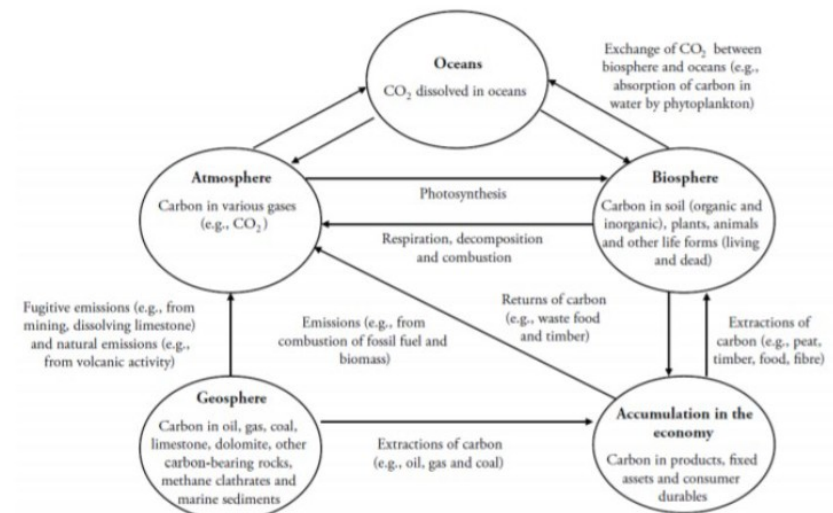 Oceans
CO₂ dissolved in oceans
Exchange of CO₂ between
biosphere and oceans (e.g.,
absorption of carbon in
water by phytoplankton)
Atmosphere
Carbon in various gases
(e.g., CO₂)
Photosynthesis
Respiration, decomposition
and combustion
Biosphere
Carbon in soil (organic and
inorganic), plants, animals
and other life forms (living
and dead)
Fugitive emissions (e.g., from
mining, dissolving limestone)
and natural emissions (e.g.,
from volcanic activity)
Emissions (e.g., from
combustion of fossil fuel and
biomass)
Returns of carbon
(e.g., waste food
and timber)
Extractions of
carbon (e.g., peat,
timber, food, fibre)
Geosphere
Carbon in oil, gas, coal,
limestone, dolomite, other
carbon-bearing rocks,
methane clathrates and
marine sediments
Extractions of carbon
(e.g., oil, gas and coal)
Accumulation in the
economy
Carbon in products, fixed
assets and consumer
durables